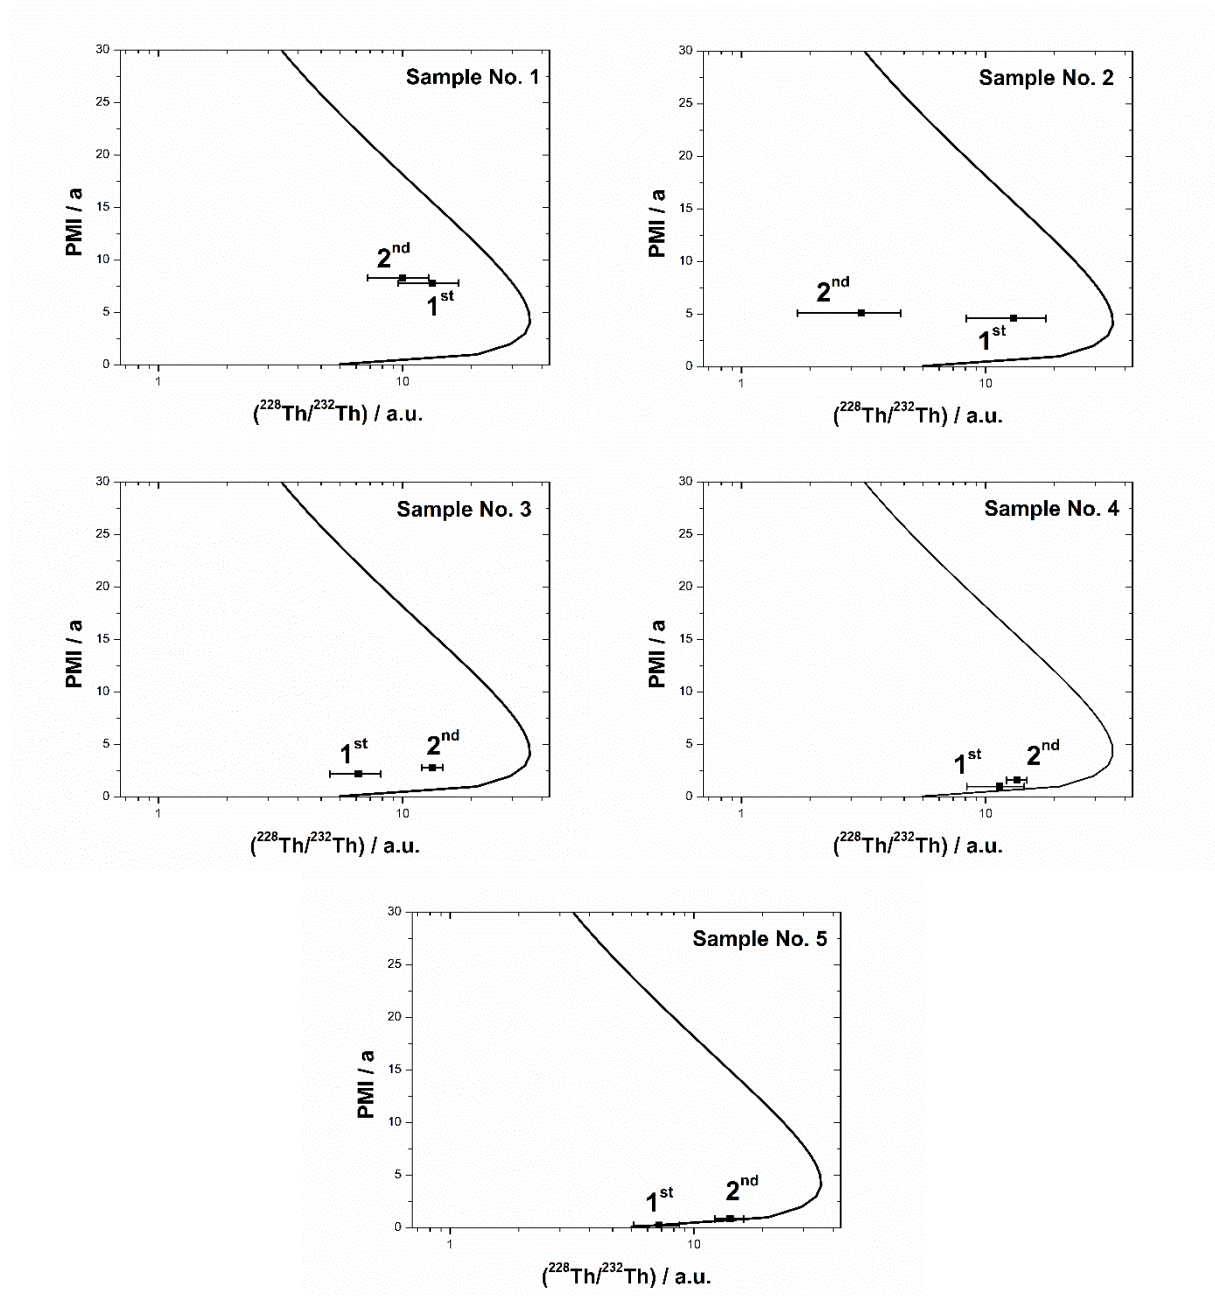 Sample No. 1
30
25
20
15
10
5
0
PMI / a
2nd
1st
1
10
(228Th/232Th) / a.u.
Sample No. 2
30
25
20
15
10
5
0
PMI / a
2nd
1st
1
10
(228Th/232Th) / a.u.
Sample No. 3
30
25
20
15
10
5
0
PMI / a
1st
2nd
1
10
(228Th/232Th) / a.u.
Sample No. 4
30
25
20
15
10
5
0
PMI / a
1st
2nd
1
10
(228Th/232Th) / a.u.
Sample No. 5
30
25
20
15
10
5
0
PMI / a
1st
2nd
1
10
(228Th/232Th) / a.u.